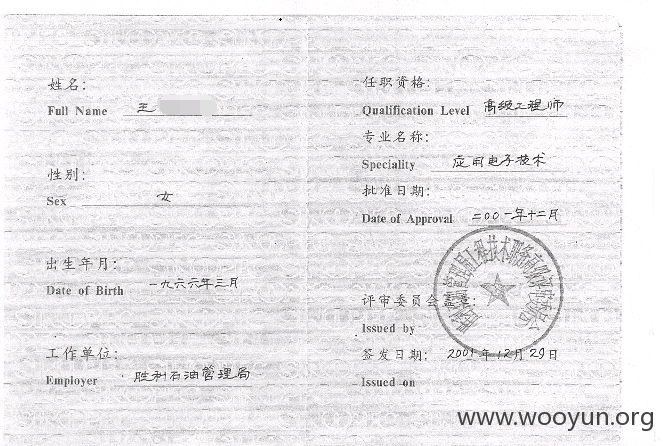 姓名:
Full Name 王
性别:
Sex 女
出生年月:
Date of Birth 一九六六年三月
工作单位:
Employer 胜利石油管理局
任职资格:
Qualification Level 高级工程师
专业名称:
Speciality 应用电子技术
批准日期:
Date of Approval 二00一年十二月
评审委员会盖章:
Issued by
签发日期: 2001年12月29日
Issued on
www.wooyun.org